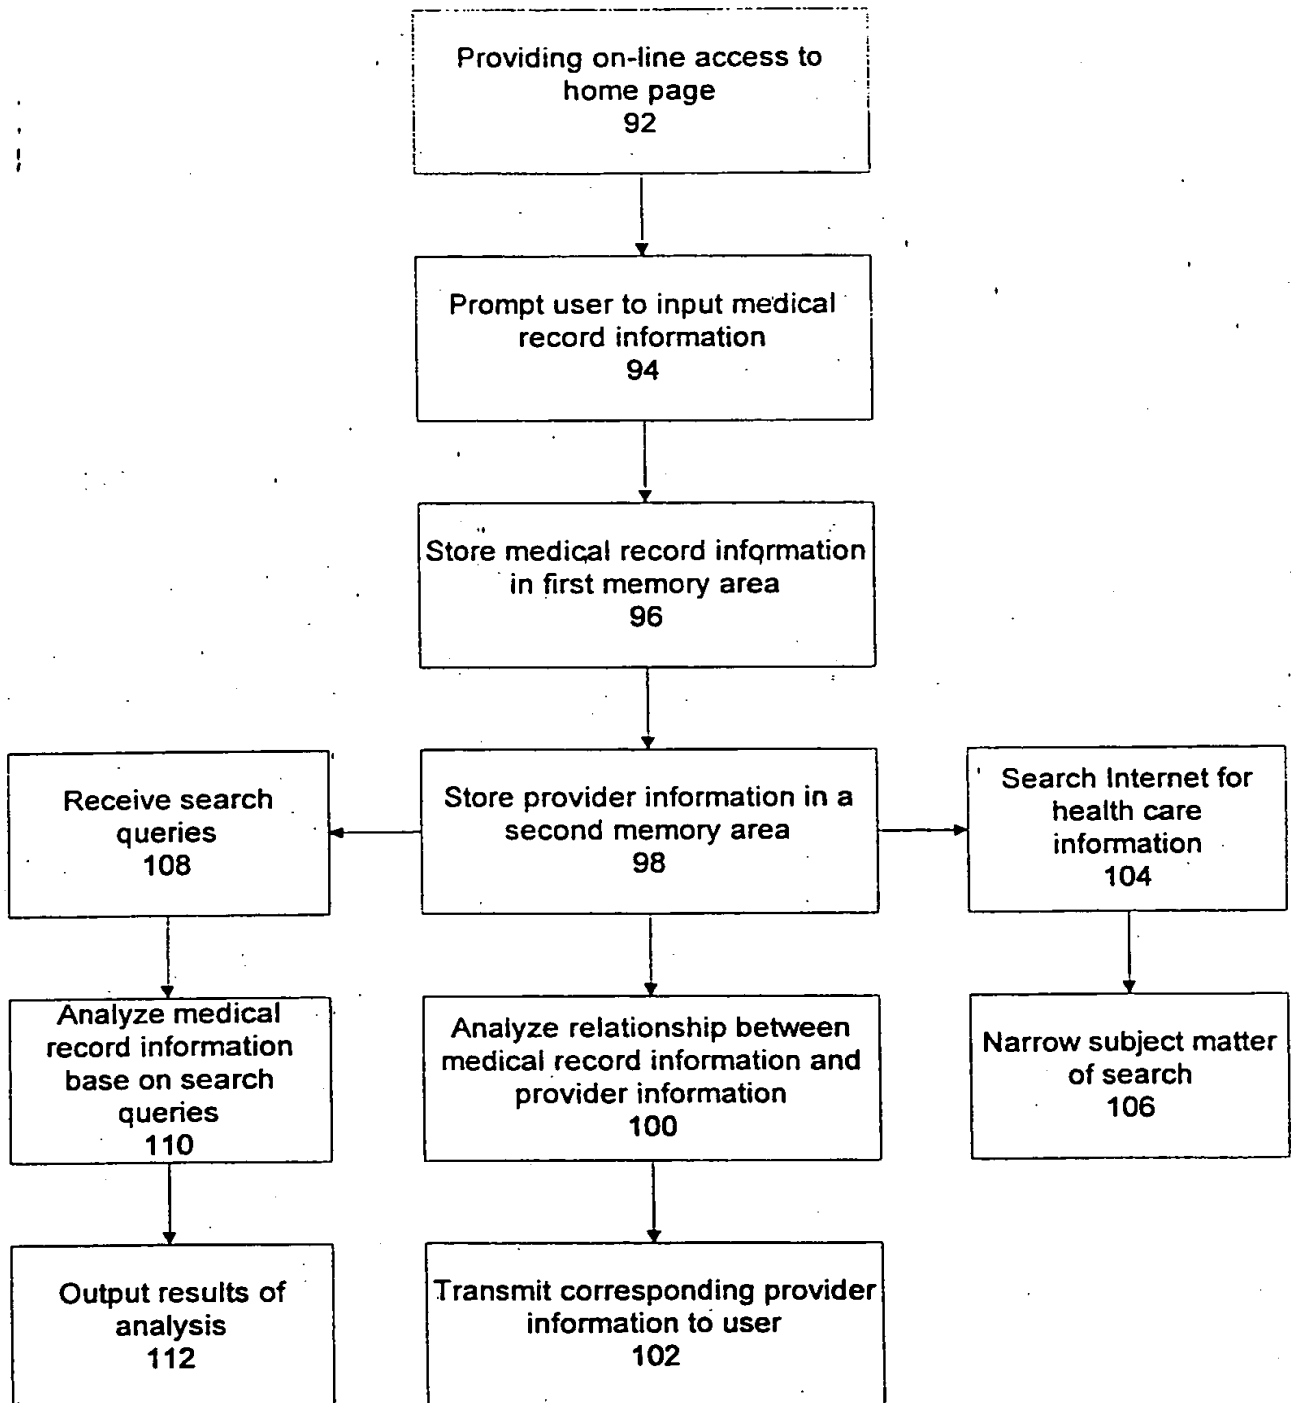 Providing on-line access to
home page
92
Prompt user to input medical
record information
94
Store medical record information
in first memory area
96
Receive search
queries
108
Store provider information in a
second memory area
98
Search Internet for
health care
information
104
Analyze medical
record information
base on search
queries
110
Analyze relationship between
medical record information and
provider information
100
Narrow subject matter
of search
106
Output results of
analysis
112
Transmit corresponding provider
information to user
102